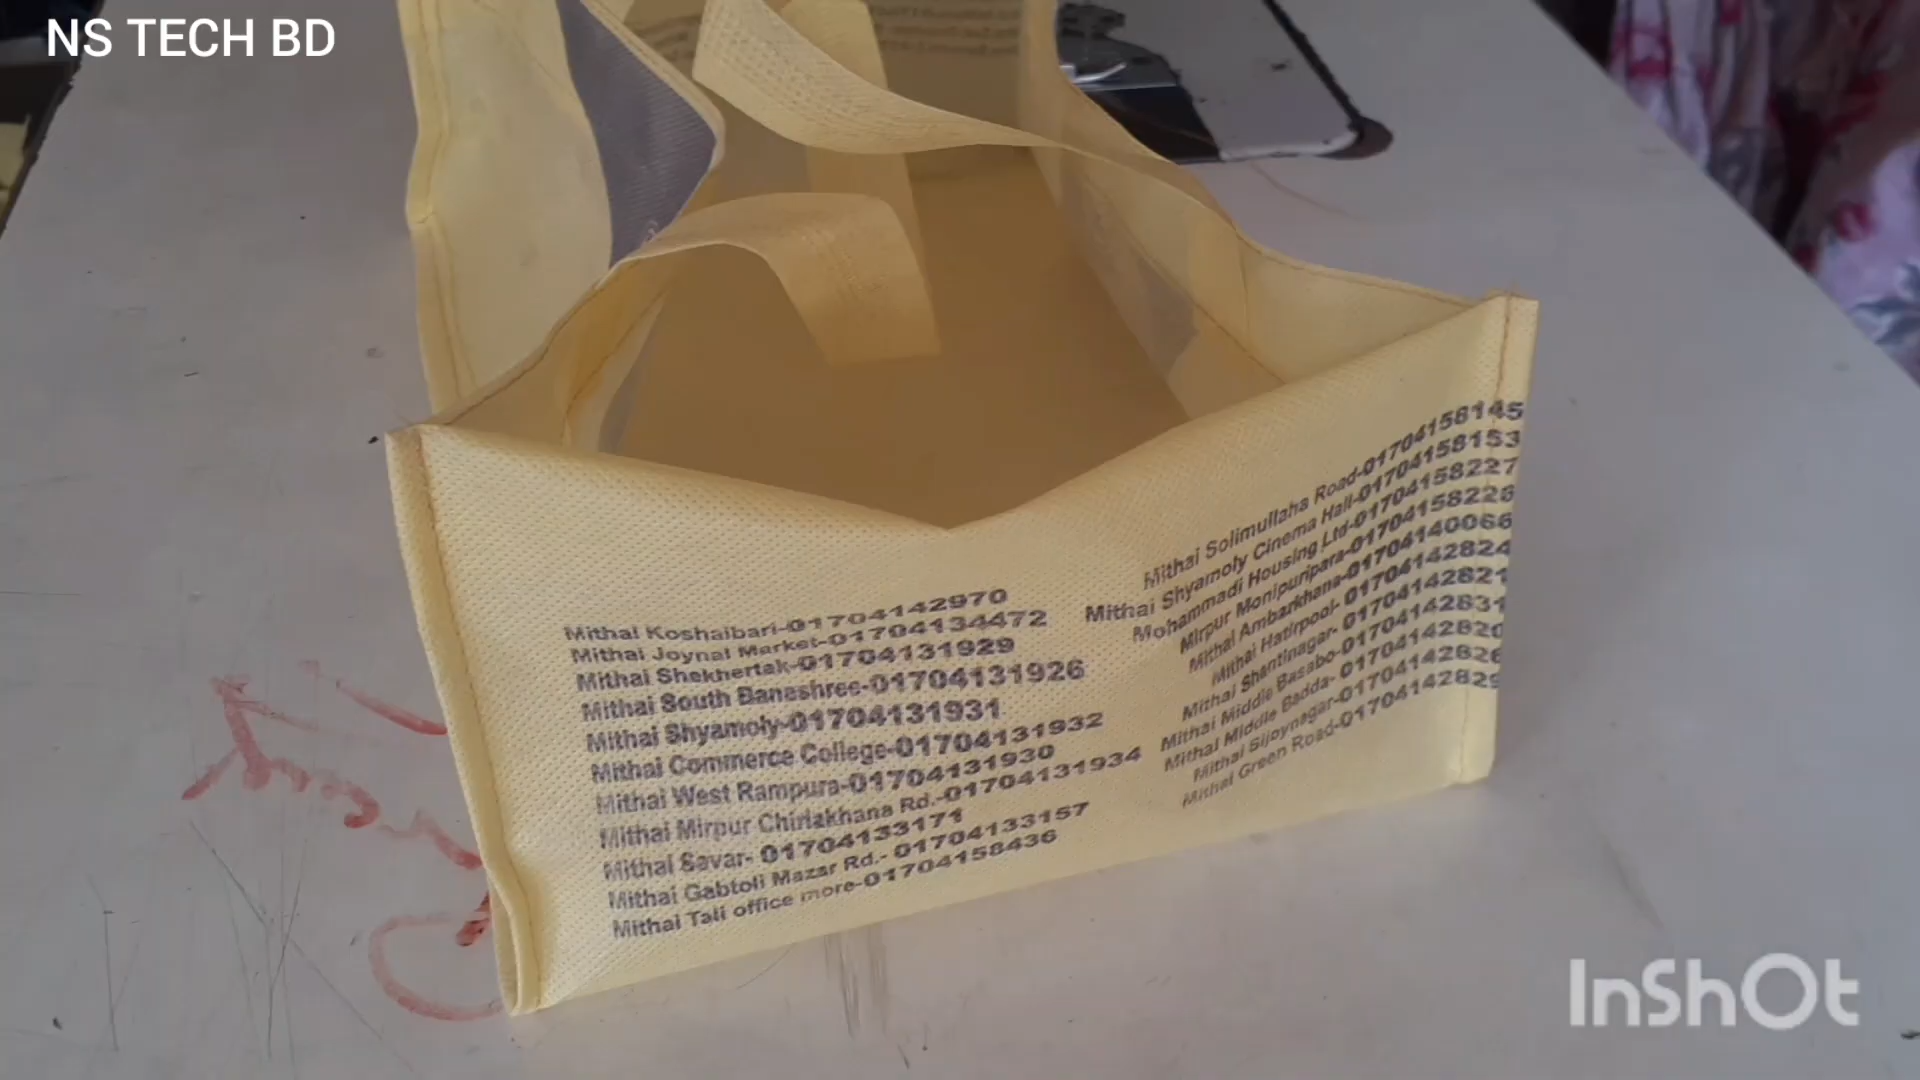 NS TECH BD
Mithai Koshaibari-01704142970
Mithai Joynal Market-01704134472
Mithai Shekhertak-01704131929
Mithai South Banashree-01704131926
Mithai Shyamoly-01704131931
Mithai Commerce College-01704131932
Mithai West Rampura-01704131930
Mithai Mirpur Chiriakhana Rd.-01704131934
Mithai Savar- 01704133171
Mithai Gabtoli Mazar Rd.- 01704133157
Mithai Tali office more-01704158436
Mithai Solimullaha Road-01704158145
Mithai Shyamoly Cinema Hall-01704158153
Mohammadi Housing Ltd-01704158227
Mirpur Monipuripara-01704158226
Mithai Ambarkhana-01704140066
Mithai Hatirpool- 01704142824
Mithai Shantinagar- 01704142821
Mithai Middle Basabo-01704142831
Mithai Middle Badda- 01704142820
Mithai Bijoynagar-01704142826
Mithai Green Road-01704142829
InShOt